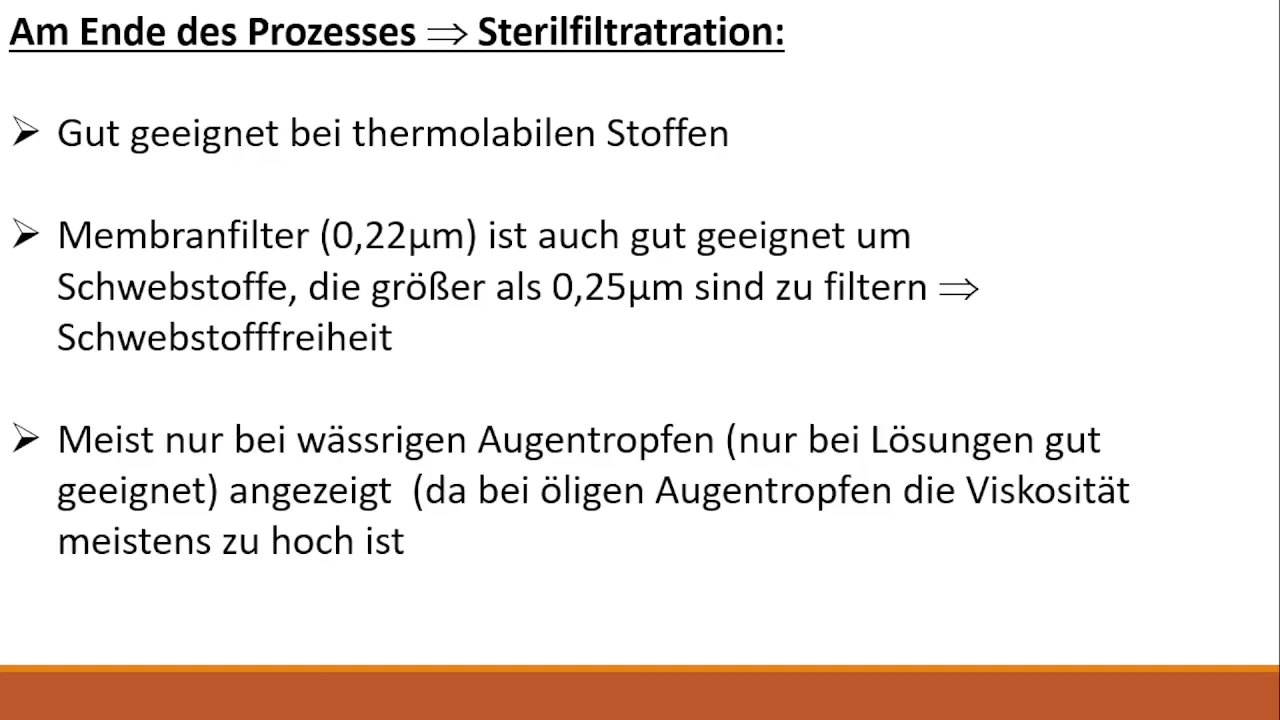 Am Ende des Prozesses ⇒ Sterilfiltratration:
➢ Gut geeignet bei thermolabilen Stoffen
➢ Membranfilter (0,22µm) ist auch gut geeignet um
Schwebstoffe, die größer als 0,25µm sind zu filtern ⇒
Schwebstofffreiheit
➢ Meist nur bei wässrigen Augentropfen (nur bei Lösungen gut
geeignet) angezeigt  (da bei öligen Augentropfen die Viskosität
meistens zu hoch ist